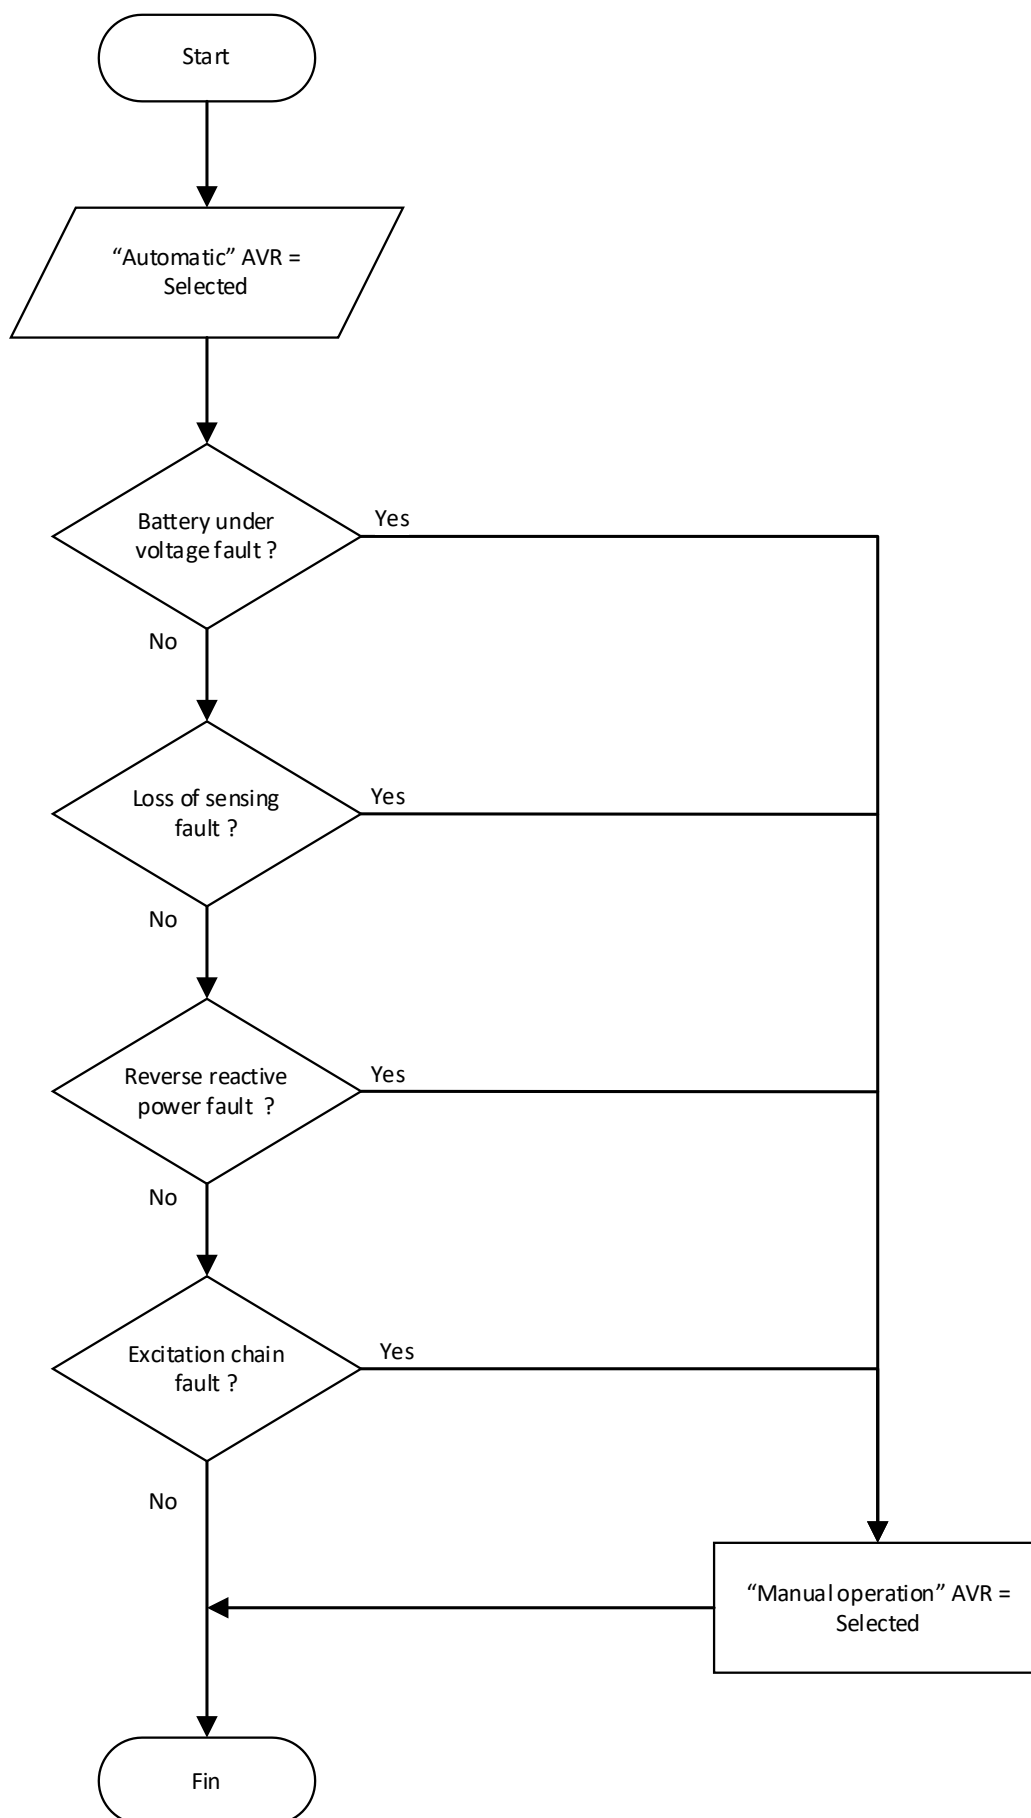 Start
“Automatic” AVR =
Selected
Battery under
voltage fault ?
Yes
No
Loss of sensing
fault ?
Yes
No
Reverse reactive
power fault  ?
Yes
No
Excitation chain
fault ?
Yes
No
“Manual operation” AVR =
Selected
Fin